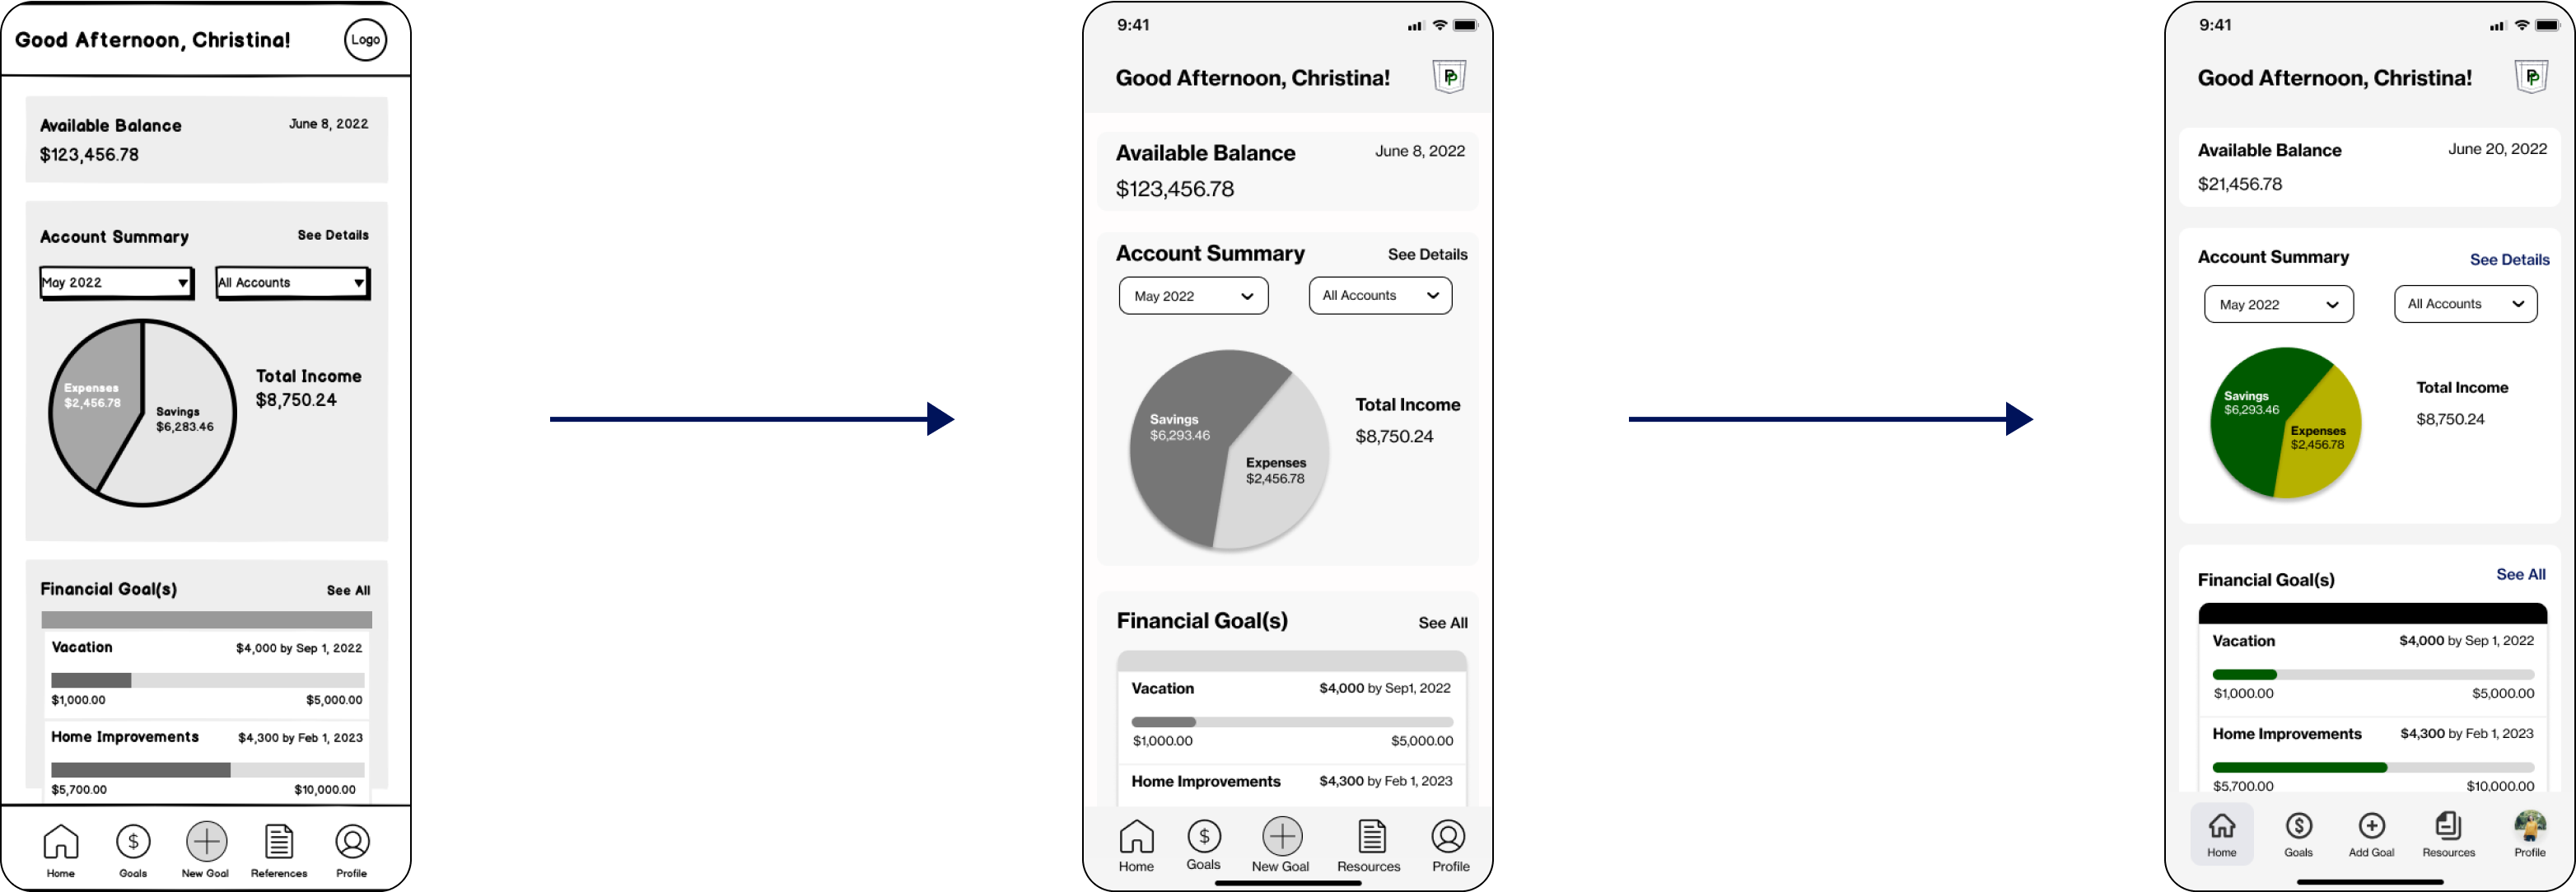 Good Afternoon, Christina!
Logo
Available Balance
June 8, 2022
$123,456.78
Account Summary
See Details
May 2022
All Accounts
Expenses
$2,456.78
Savings
$6,283.46
Total Income
$8,750.24
Financial Goal(s)
See All
Vacation
$4,000 by Sep 1, 2022
$1,000.00
$5,000.00
Home Improvements
$4,300 by Feb 1, 2023
$5,700.00
$10,000.00
Home
Goals
New Goal
References
Profile
9:41
Good Afternoon, Christina!
PP
Available Balance
June 8, 2022
$123,456.78
Account Summary
See Details
May 2022
All Accounts
Savings
$6,293.46
Expenses
$2,456.78
Total Income
$8,750.24
Financial Goal(s)
See All
Vacation
$4,000 by Sep1, 2022
$1,000.00
$5,000.00
Home Improvements
$4,300 by Feb 1, 2023
Home
Goals
New Goal
Resources
Profile
9:41
Good Afternoon, Christina!
PP
Available Balance
June 20, 2022
$21,456.78
Account Summary
See Details
May 2022
All Accounts
Savings
$6,293.46
Expenses
$2,456.78
Total Income
$8,750.24
Financial Goal(s)
See All
Vacation
$4,000 by Sep 1, 2022
$1,000.00
$5,000.00
Home Improvements
$4,300 by Feb 1, 2023
$5,700.00
$10,000.00
Home
Goals
Add Goal
Resources
Profile